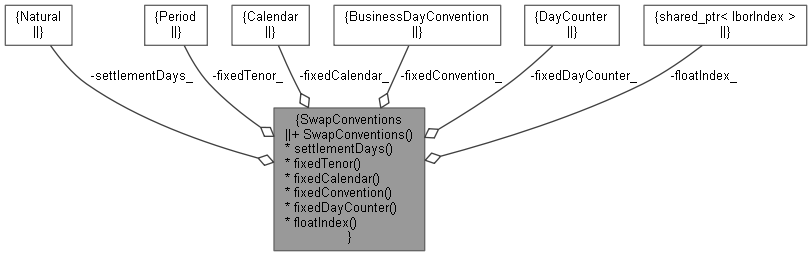 {Natural
||}
{Period
||}
{Calendar
||}
{BusinessDayConvention
||}
{DayCounter
||}
{shared_ptr< IborIndex >
||}
-settlementDays_
-fixedTenor_
-fixedCalendar_
-fixedConvention_
-fixedDayCounter_
-floatIndex_
{SwapConventions
||+ SwapConventions()
* settlementDays()
* fixedTenor()
* fixedCalendar()
* fixedConvention()
* fixedDayCounter()
* floatIndex()
}